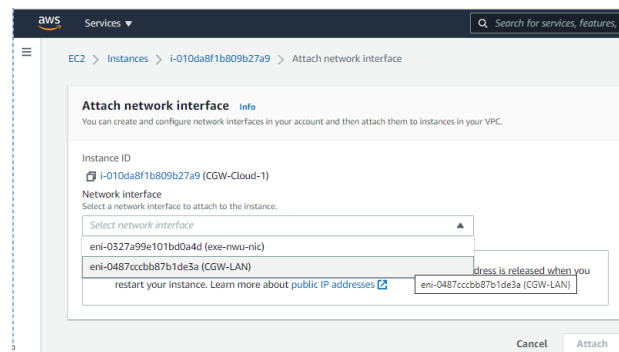 aws Services ▼ Search for services, features,
EC2 > Instances > i-010da8f1b809b27a9 > Attach network interface
Attach network interface Info
You can create and configure network interfaces in your account and then attach them to instances in your VPC.
Instance ID
i-010da8f1b809b27a9 (CGW-Cloud-1)
Network interface
Select a network interface to attach to the instance.
Select network interface
eni-0327a99e101bd0a4d (exe-nwu-nic)
eni-0487cccbb87b1de3a (CGW-LAN)
dress is released when you
restart your instance. Learn more about public IP addresses
eni-0487cccbb87b1de3a (CGW-LAN)
Cancel Attach